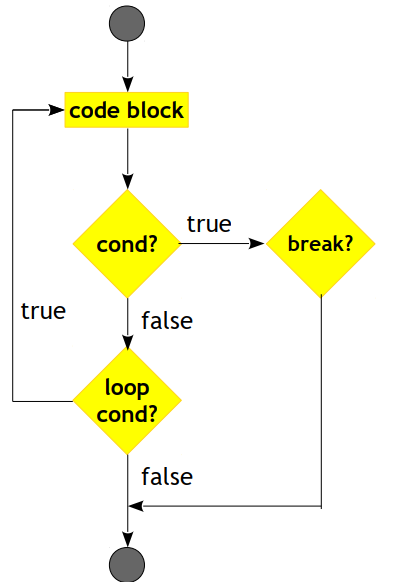 code block
true
cond?
break?
true
false
loop
cond?
false